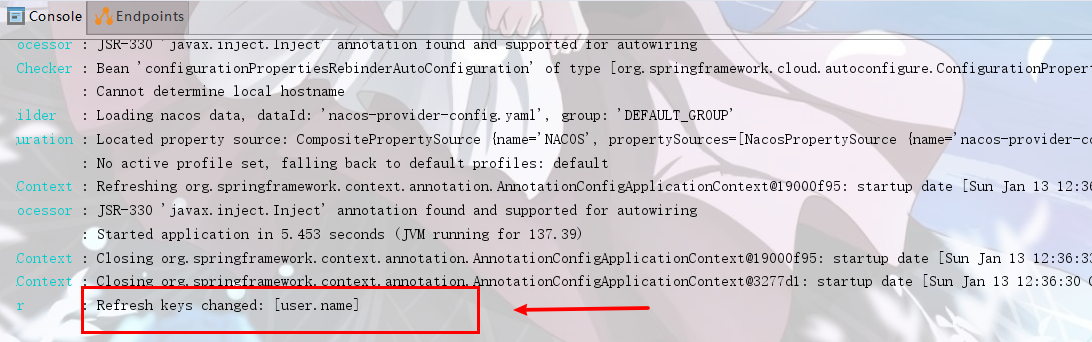 Console Endpoints
ocessor : JSR-330 'javax.inject.Inject' annotation found and supported for autowiring
Checker : Bean 'configurationPropertiesRebinderAutoConfiguration' of type [org.springframework.cloud.autoconfigure.ConfigurationPropert
: Cannot determine local hostname
ilder : Loading nacos data, dataId: 'nacos-provider-config.yaml', group: 'DEFAULT_GROUP'
uration : Located property source: CompositePropertySource {name='NACOS', propertySources=[NacosPropertySource {name='nacos-provider-co
: No active profile set, falling back to default profiles: default
Context : Refreshing org.springframework.context.annotation.AnnotationConfigApplicationContext@19000f95: startup date [Sun Jan 13 12:36
ocessor : JSR-330 'javax.inject.Inject' annotation found and supported for autowiring
: Started application in 5.453 seconds (JVM running for 137.39)
Context : Closing org.springframework.context.annotation.AnnotationConfigApplicationContext@19000f95: startup date [Sun Jan 13 12:36:33
Context : Closing org.springframework.context.annotation.AnnotationConfigApplicationContext@3277d1: startup date [Sun Jan 13 12:36:30 C
r : Refresh keys changed: [user.name]